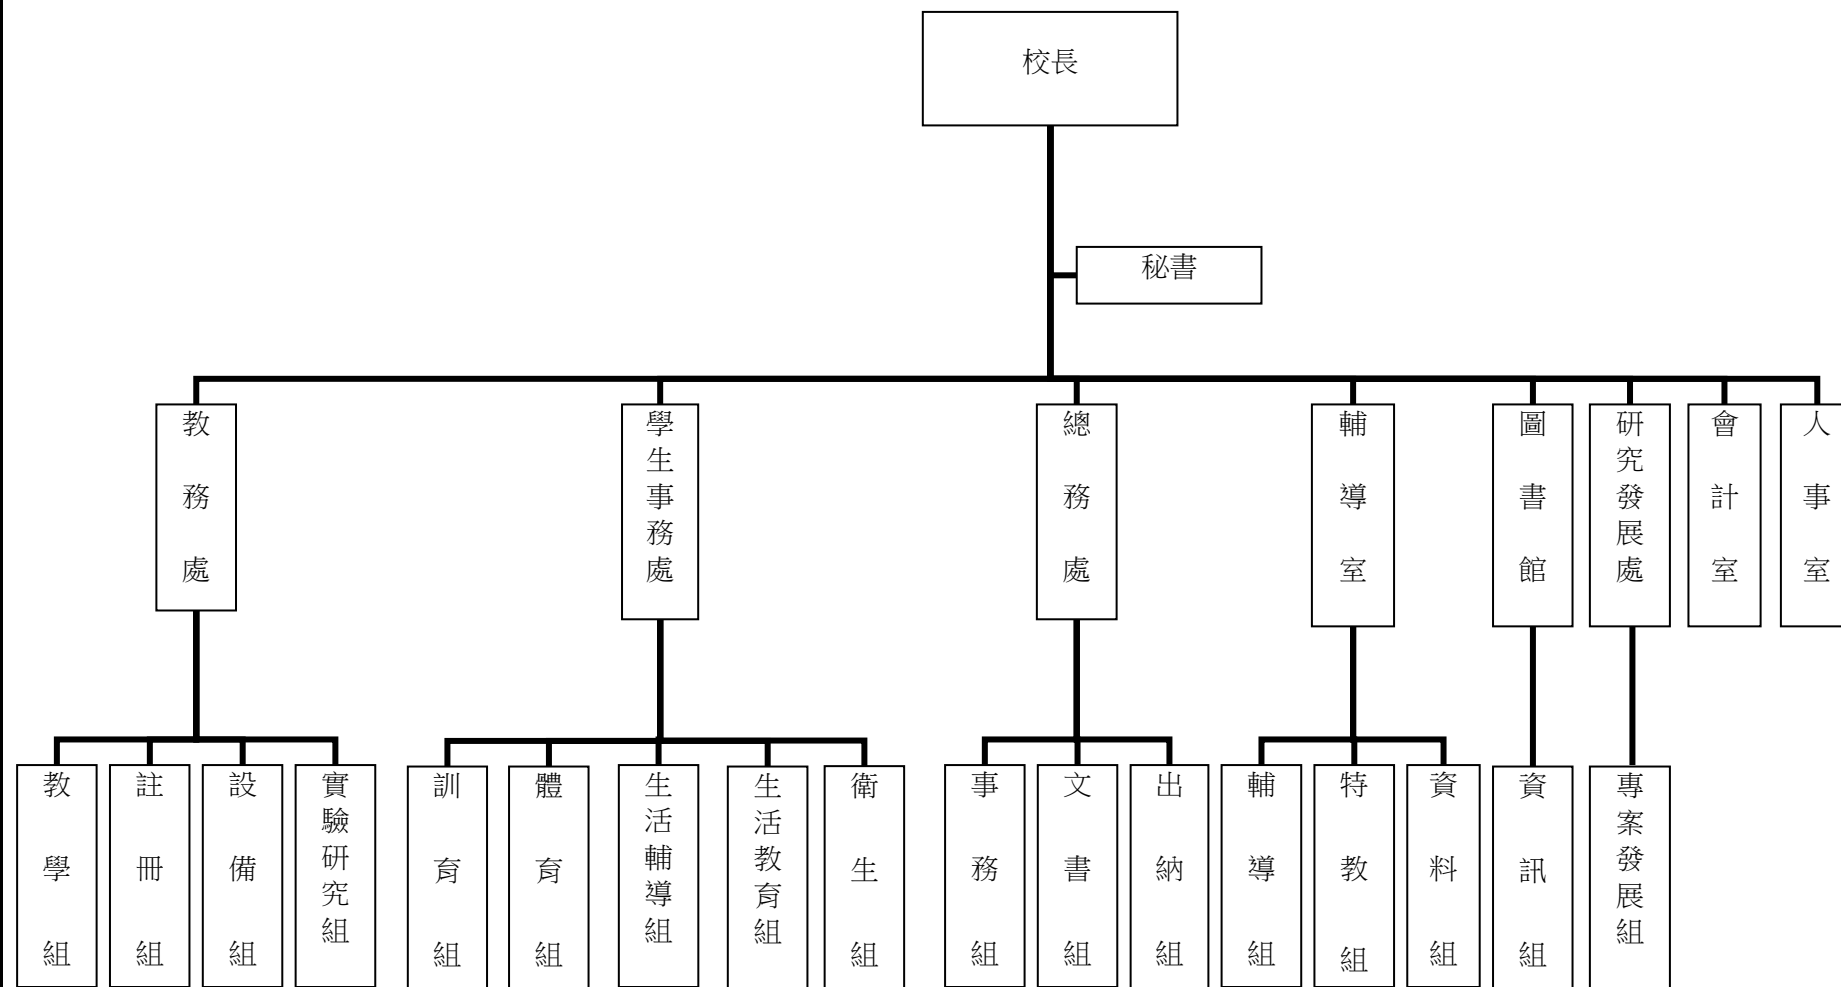 校長
秘書
教務處
學生事務處
總務處
輔導室
圖書館
研究發展處
會計室
人事室
教學組
註冊組
設備組
實驗研究組
訓育組
體育組
生活輔導組
生活教育組
衛生組
事務組
文書組
出納組
輔導組
特教組
資料組
資訊組
專案發展組